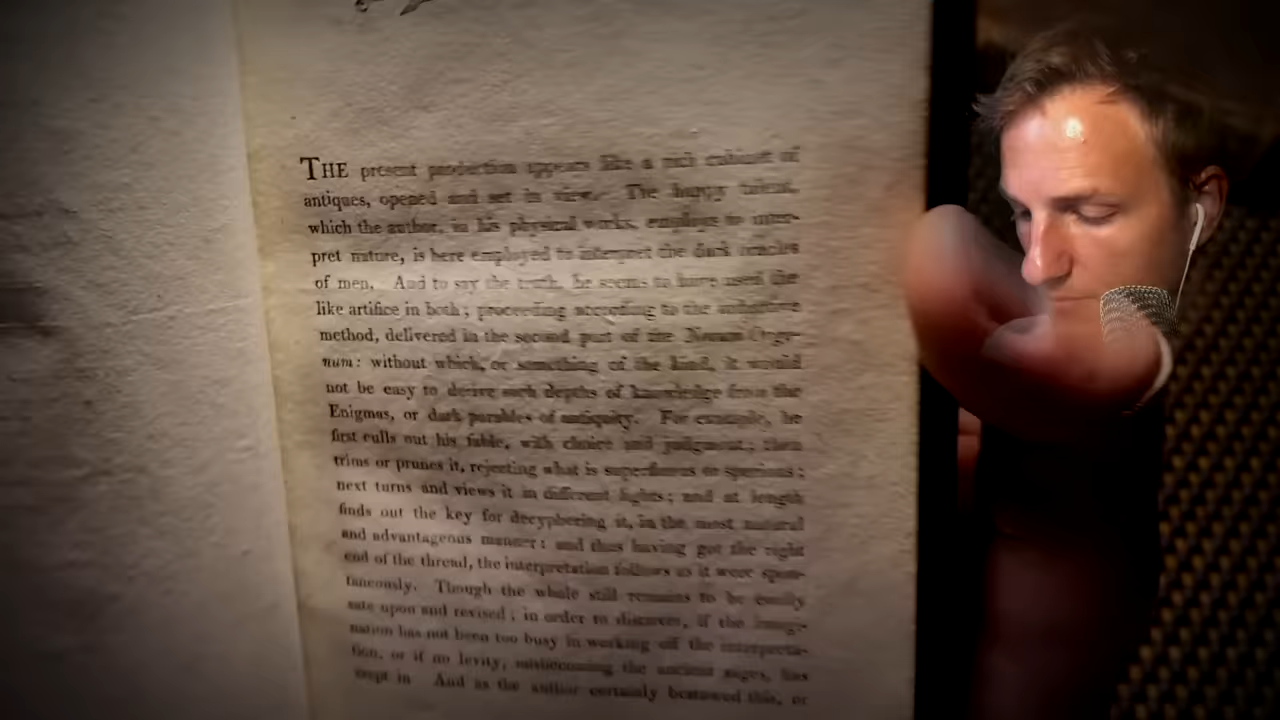 THE present production appears like a rich cabinet of
antiques, opened and set in view. The happy talent,
which the author, in his physical works, employs to inter-
pret nature, is here employed to interpret the dark oracles
of men. And to say the truth, he seems to have used the
like artifice in both; proceeding according to the inductive
method, delivered in the second part of the Novum Orga-
num: without which, or something of the kind, it would
not be easy to derive such depths of knowledge from the
Enigmas, or dark parables of antiquity. For example, he
first culls out his fable, with choice and judgment; then
trims or prunes it, rejecting what is superfluous or spurious;
next turns and views it in different lights; and at length
finds out the key for decyphering it, in the most natural
and advantageous manner: and thus having got the right
end of the thread, the interpretation follows as it were spon-
taneously. Though the whole still remains to be easily
sate upon and revised; in order to discover, if the imagi-
nation has not been too busy in working off the interpreta-
tion, or if no levity, misbecoming the ancient sages, has
crept in And as the author certainly bestowed this, or